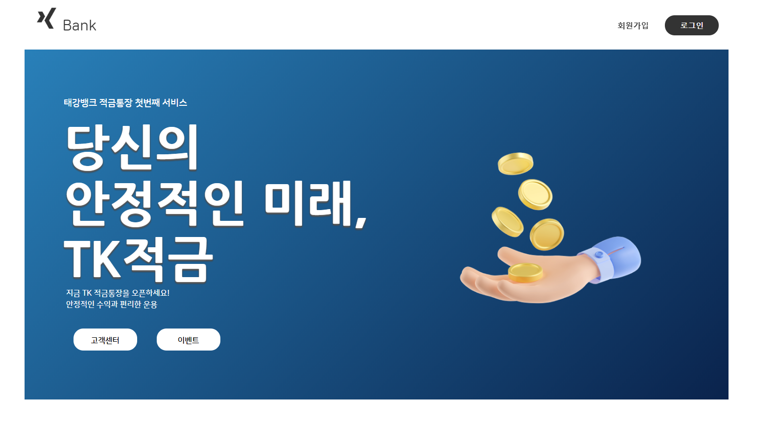 Bank
회원가입
로그인
태강뱅크 적금통장 첫번째 서비스
당신의
안정적인 미래,
TK적금
지금 TK 적금통장을 오픈하세요!
안정적인 수익과 편리한 운용
고객센터
이벤트